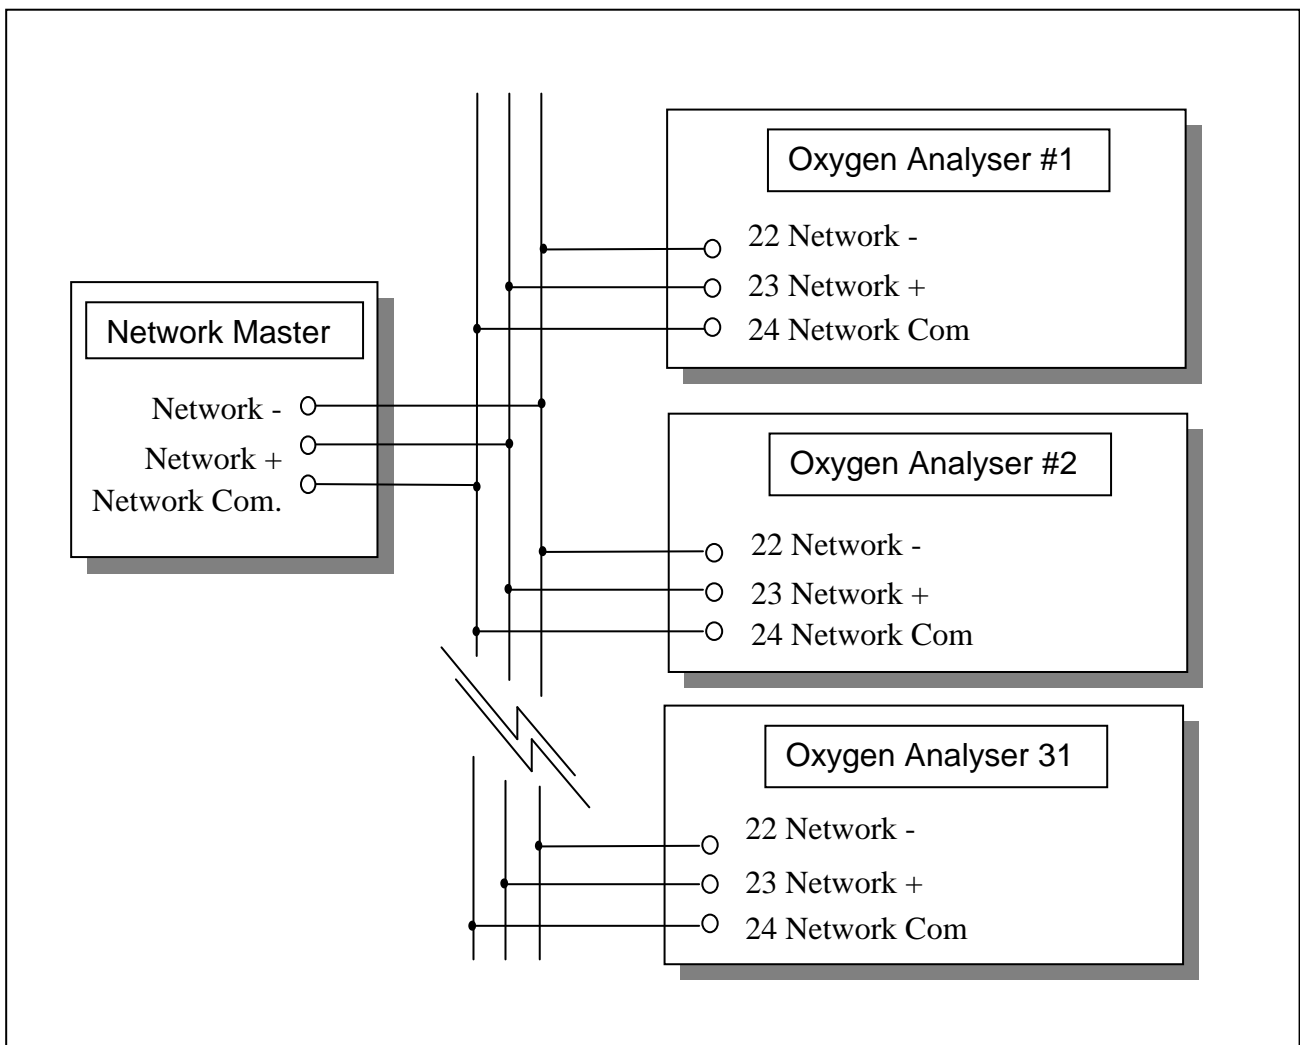 Network Master
Network -
Network +
Network Com.
Oxygen Analyser #1
22 Network -
23 Network +
24 Network Com
Oxygen Analyser #2
22 Network -
23 Network +
24 Network Com
Oxygen Analyser 31
22 Network -
23 Network +
24 Network Com